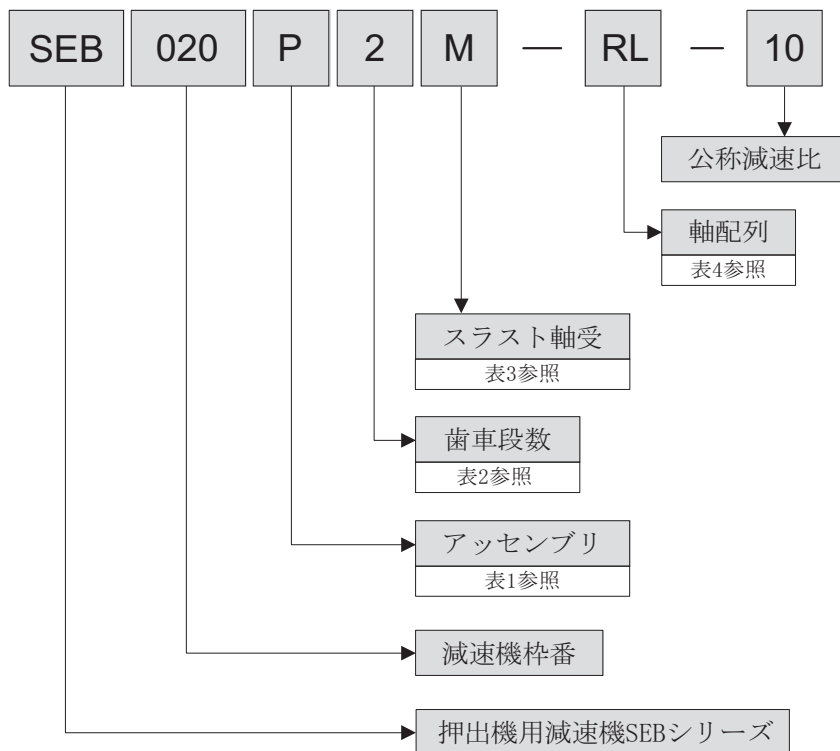 SEB 020 P 2 M — RL — 10
公称減速比
軸配列
表4参照
スラスト軸受
表3参照
歯車段数
表2参照
アッセンブリ
表1参照
減速機枠番
押出機用減速機SEBシリーズ